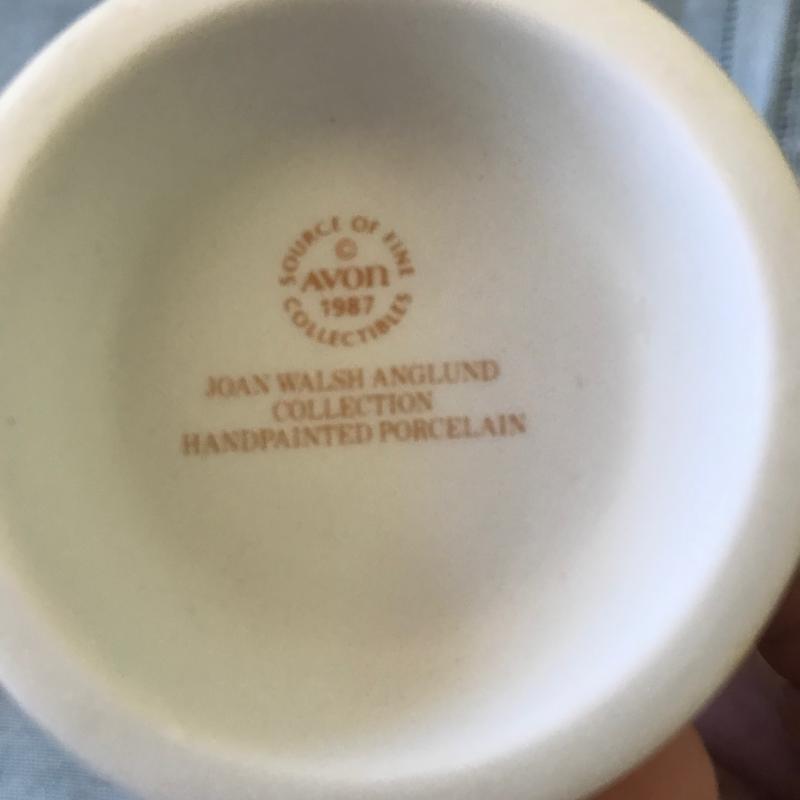 SOURCE OF FINE
©
AVON
1987
COLLECTIBLES
JOAN WALSH ANGLUND
COLLECTION
HANDPAINTED PORCELAIN